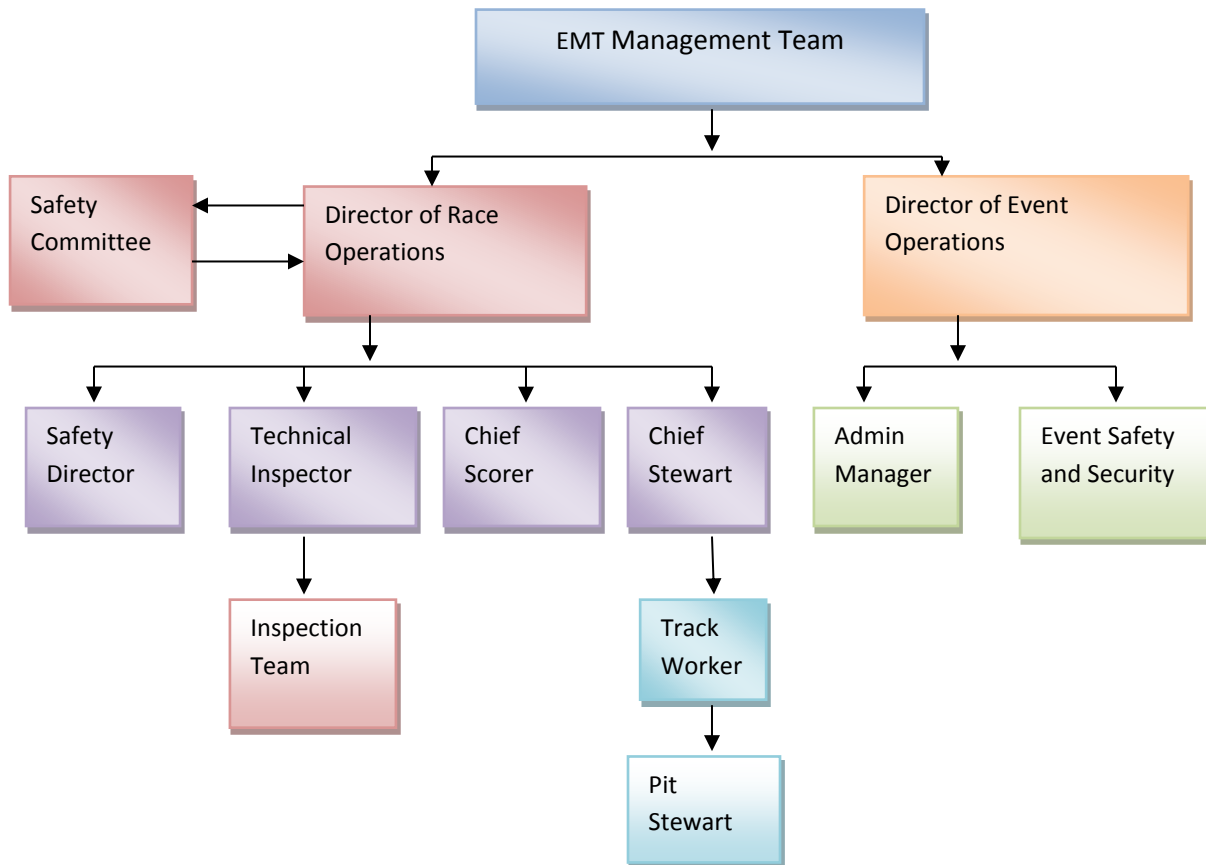 EMT Management Team
Safety
Committee
Director of Race
Operations
Director of Event
Operations
Safety
Director
Technical
Inspector
Chief
Scorer
Chief
Stewart
Admin
Manager
Event Safety
and Security
Inspection
Team
Track
Worker
Pit
Stewart